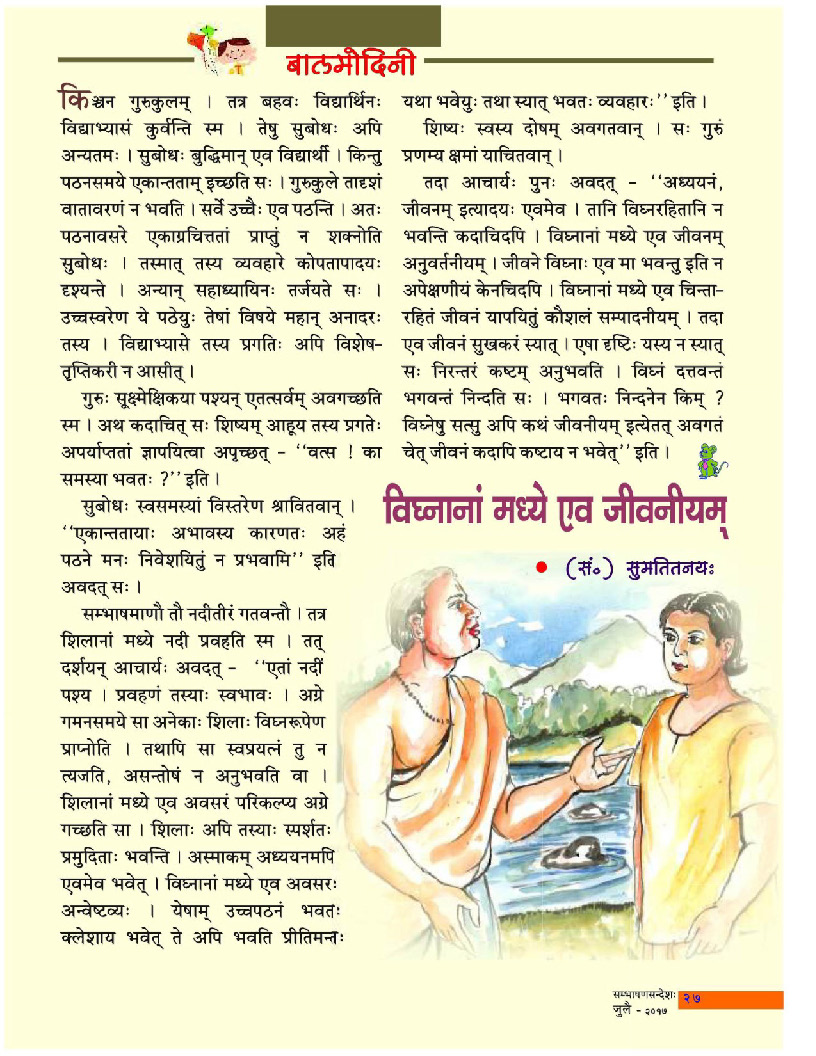 बालमोदिनी
किञ्चन गुरुकुलम् । तत्र बहवः विद्यार्थिनः
विद्याभ्यासं कुर्वन्ति स्म । तेषु सुबोधः अपि
अन्यतमः । सुबोधः बुद्धिमान् एव विद्यार्थी । किन्तु
पठनसमये एकान्तताम् इच्छति सः । गुरुकुले तादृशं
वातावरणं न भवति । सर्वे उच्चैः एव पठन्ति । अतः
पठनावसरे एकाग्रचित्ततां प्राप्तुं न शक्नोति
सुबोधः । तस्मात् तस्य व्यवहारे कोपतापादयः
दृश्यन्ते । अन्यान् सहाध्यायिनः तर्जयते सः ।
उच्चस्वरेण ये पठेयुः तेषां विषये महान् अनादरः
तस्य । विद्याभ्यासे तस्य प्रगतिः अपि विशेष-
तृप्तिकरी न आसीत् ।
गुरुः सूक्ष्मेक्षिकया पश्यन् एतत्सर्वम् अवगच्छति
स्म । अथ कदाचित् सः शिष्यम् आहूय तस्य प्रगतेः
अपर्याप्ततां ज्ञापयित्वा अपृच्छत् - ‘‘वत्स ! का
समस्या भवतः ?’’ इति ।
सुबोधः स्वसमस्यां विस्तरेण श्रावितवान् ।
‘‘एकान्ततायाः अभावस्य कारणतः अहं
पठने मनः निवेशयितुं न प्रभवामि’’ इति
अवदत् सः ।
सम्भाषमाणौ तौ नदीतीरं गतवन्तौ । तत्र
शिलानां मध्ये नदी प्रवहति स्म । तत्
दर्शयन् आचार्यः अवदत् - ‘‘एतां नदीं
पश्य । प्रवहणं तस्याः स्वभावः । अग्रे
गमनसमये सा अनेकाः शिलाः विघ्नरूपेण
प्राप्नोति । तथापि सा स्वप्रयत्नं तु न
त्यजति, असन्तोषं न अनुभवति वा ।
शिलानां मध्ये एव अवसरं परिकल्प्य अग्रे
गच्छति सा । शिलाः अपि तस्याः स्पर्शतः
प्रमुदिताः भवन्ति । अस्माकम् अध्ययनमपि
एवमेव भवेत् । विघ्नानां मध्ये एव अवसरः
अन्वेष्टव्यः । येषाम् उच्चपठनं भवतः
क्लेशाय भवेत् ते अपि भवति प्रीतिमन्तः
यथा भवेयुः तथा स्यात् भवतः व्यवहारः’’ इति ।
शिष्यः स्वस्य दोषम् अवगतवान् । सः गुरुं
प्रणम्य क्षमां याचितवान् ।
तदा आचार्यः पुनः अवदत् - ‘‘अध्ययनं,
जीवनम् इत्यादयः एवमेव । तानि विघ्नरहितानि न
भवन्ति कदाचिदपि । विघ्नानां मध्ये एव जीवनम्
अनुवर्तनीयम् । जीवने विघ्नाः एव मा भवन्तु इति न
अपेक्षणीयं केनचिदपि । विघ्नानां मध्ये एव चिन्ता-
रहितं जीवनं यापयितुं कौशलं सम्पादनीयम् । तदा
एव जीवनं सुखकरं स्यात् । एषा दृष्टिः यस्य न स्यात्
सः निरन्तरं कष्टम् अनुभवति । विघ्नं दत्तवन्तं
भगवन्तं निन्दति सः । भगवतः निन्दनेन किम् ?
विघ्नेषु सत्सु अपि कथं जीवनीयम् इत्येतत् अवगतं
चेत् जीवनं कदापि कष्टाय न भवेत्’’ इति ।
विघ्नानां मध्ये एव जीवनीयम्
● (सं०) सुमतितनयः
सम्भाषणसन्देशः २७
जुलै - २०१७